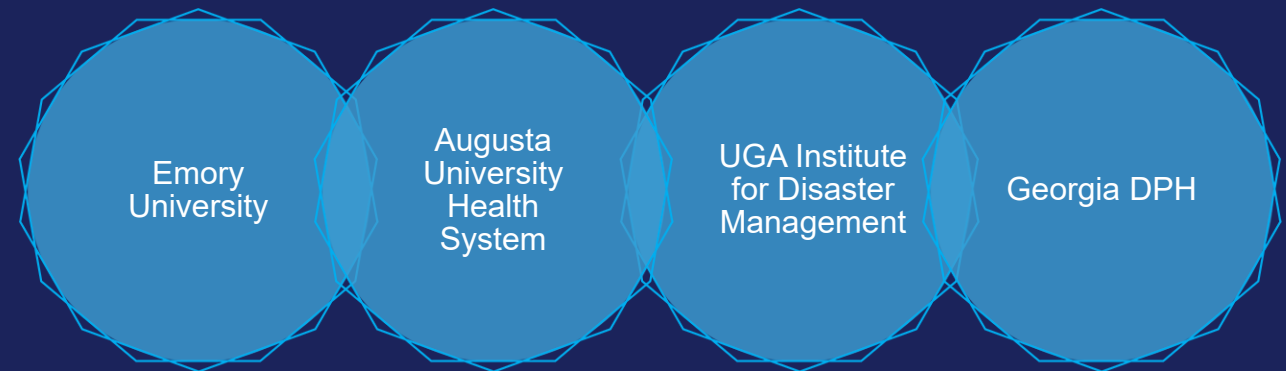 Emory
University
Augusta
University
Health
System
UGA Institute
for Disaster
Management
Georgia DPH